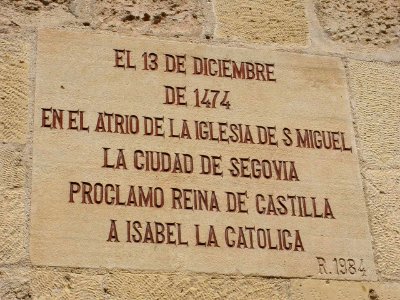 EL 13 DE DICIEMBRE
DE 1474
EN EL ATRIO DE LA IGLESIA DE S MIGUEL
LA CIUDAD DE SEGOVIA
PROCLAMO REINA DE CASTILLA
A ISABEL LA CATOLICA
R. 1984